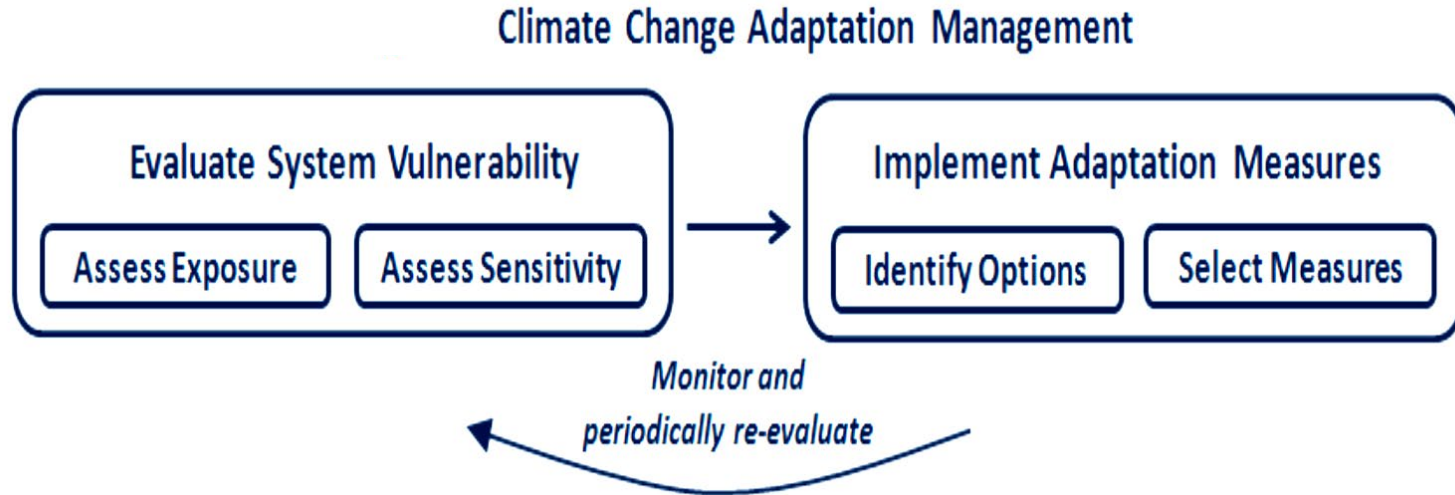 Climate Change Adaptation Management
Evaluate System Vulnerability
Assess Exposure
Assess Sensitivity
Implement Adaptation Measures
Identify Options
Select Measures
Monitor and
periodically re-evaluate